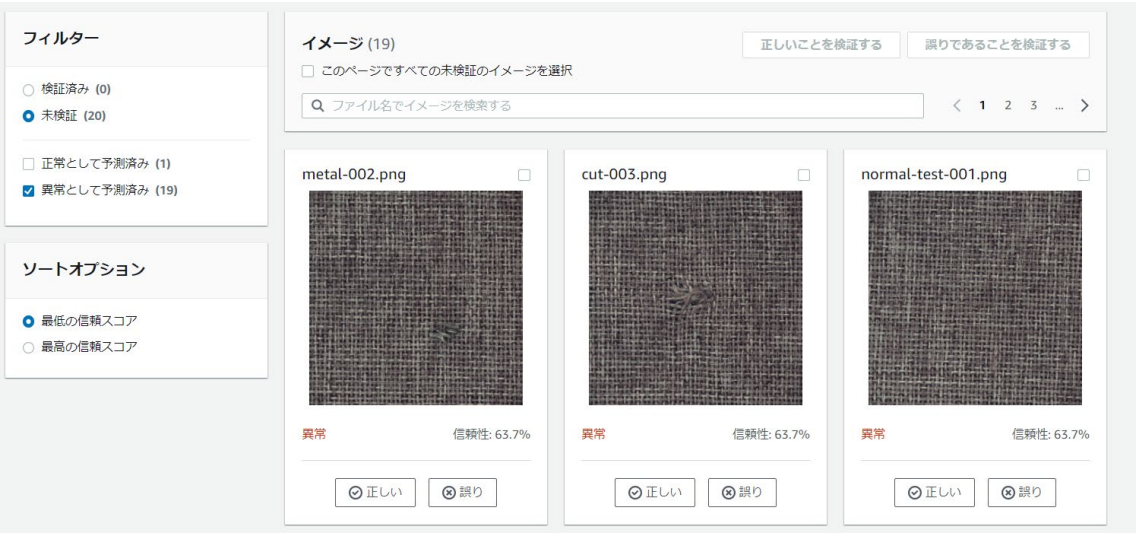 フィルター
検証済み (0)
未検証 (20)
正常として予測済み (1)
異常として予測済み (19)
ソートオプション
最低の信頼スコア
最高の信頼スコア
イメージ (19)
正しいことを検証する
誤りであることを検証する
このページですべての未検証のイメージを選択
ファイル名でイメージを検索する
< 1 2 3 ... >
metal-002.png
異常
信頼性: 63.7%
正しい
誤り
cut-003.png
異常
信頼性: 63.7%
正しい
誤り
normal-test-001.png
異常
信頼性: 63.7%
正しい
誤り